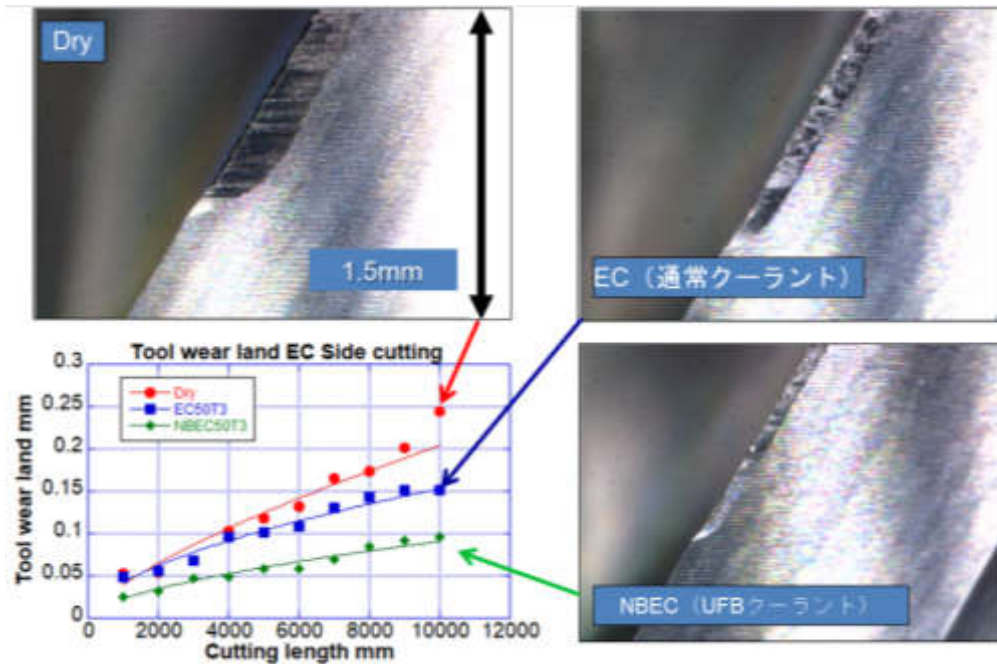 Dry
1.5mm
EC（通常クーラント）
Tool wear land EC Side cutting
0.3
0.25
0.2
0.15
0.1
0.05
0
Tool wear land mm
Dry
EC50T3
NBEC50T3
0 2000 4000 6000 8000 10000 12000
Cutting length mm
NBEC（UFBクーラント）